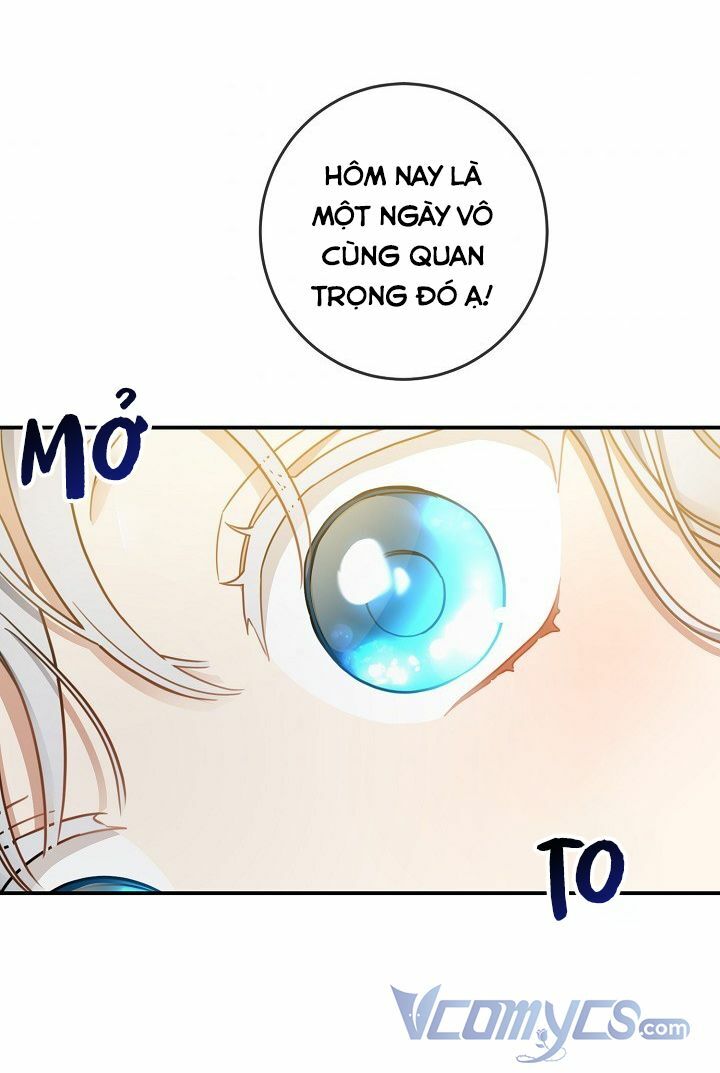 HÔM NAY LÀ
MỘT NGÀY VÔ
CÙNG QUAN
TRỌNG ĐÓ Ạ!
MỞ
TO
VCOMYCS.com